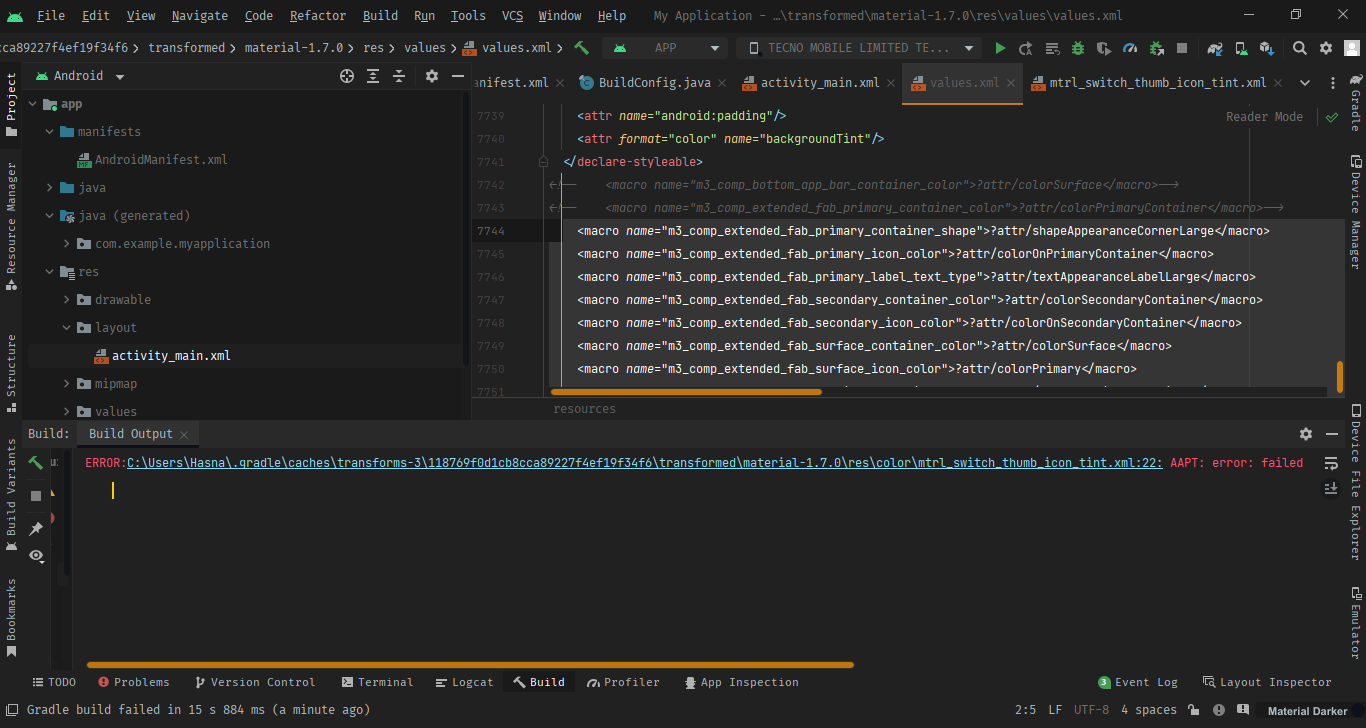 File Edit View Navigate Code Refactor Build Run Tools VCS Window Help My Application - ...\transformed\material-1.7.0\res\values\values.xml
cca89227f4ef19f34f6 transformed material-1.7.0 res values values.xml APP TECNO MOBILE LIMITED TE...
Project
Resource Manager
Structure
Build Variants
Bookmarks
Android
app
manifests
AndroidManifest.xml
java
java (generated)
com.example.myapplication
res
drawable
layout
activity_main.xml
mipmap
values
anifest.xml BuildConfig.java activity_main.xml values.xml mtrl_switch_thumb_icon_tint.xml
Reader Mode
7739 <attr name="android:padding"/>
7740 <attr format="color" name="backgroundTint"/>
7741 </declare-styleable>
7742 <!-- <macro name="m3_comp_bottom_app_bar_container_color">?attr/colorSurface</macro>-->
7743 <!-- <macro name="m3_comp_extended_fab_primary_container_color">?attr/colorPrimaryContainer</macro>-->
7744 <macro name="m3_comp_extended_fab_primary_container_shape">?attr/shapeAppearanceCornerLarge</macro>
7745 <macro name="m3_comp_extended_fab_primary_icon_color">?attr/colorOnPrimaryContainer</macro>
7746 <macro name="m3_comp_extended_fab_primary_label_text_type">?attr/textAppearanceLabelLarge</macro>
7747 <macro name="m3_comp_extended_fab_secondary_container_color">?attr/colorSecondaryContainer</macro>
7748 <macro name="m3_comp_extended_fab_secondary_icon_color">?attr/colorOnSecondaryContainer</macro>
7749 <macro name="m3_comp_extended_fab_surface_container_color">?attr/colorSurface</macro>
7750 <macro name="m3_comp_extended_fab_surface_icon_color">?attr/colorPrimary</macro>
7751
resources
Gradle
Device Manager
Device File Explorer
Emulator
Build: Build Output
ERROR:C:\Users\Hasna\.gradle\caches\transforms-3\118769f0d1cb8cca89227f4ef19f34f6\transformed\material-1.7.0\res\color\mtrl_switch_thumb_icon_tint.xml:22: AAPT: error: failed
TODO Problems Version Control Terminal Logcat Build Profiler App Inspection 3 Event Log Layout Inspector
Gradle build failed in 15 s 884 ms (a minute ago) 2:5 LF UTF-8 4 spaces Material Darker